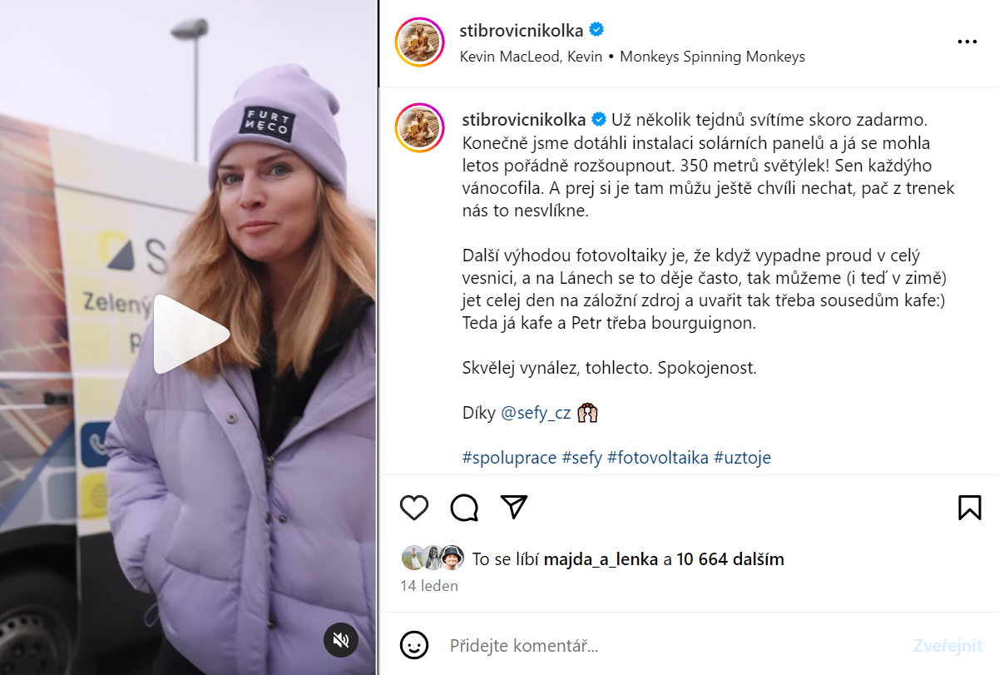 stibrovicnikolka
Kevin MacLeod, Kevin • Monkeys Spinning Monkeys
FURT
NĘCO
S
Zelený
P
stibrovicnikolka Už několik tejdnů svítíme skoro zadarmo.
Konečně jsme dotáhli instalaci solárních panelů a já se mohla
letos pořádně rozšoupnout. 350 metrů světýlek! Sen každýho
vánocofila. A prej si je tam můžu ještě chvíli nechat, pač z trenek
nás to nesvlíkne.
Další výhodou fotovoltaiky je, že když vypadne proud v celý
vesnici, a na Lánech se to děje často, tak můžeme (i teď v zimě)
jet celej den na záložní zdroj a uvařit tak třeba sousedům kafe:)
Teda já kafe a Petr třeba bourguignon.
Skvělej vynález, tohlecto. Spokojenost.
Díky @sefy_cz 🙌
#spoluprace #sefy #fotovoltaika #uztoje
To se líbí majda_a_lenka a 10 664 dalším
14 leden
Přidejte komentář...
Zveřejnit